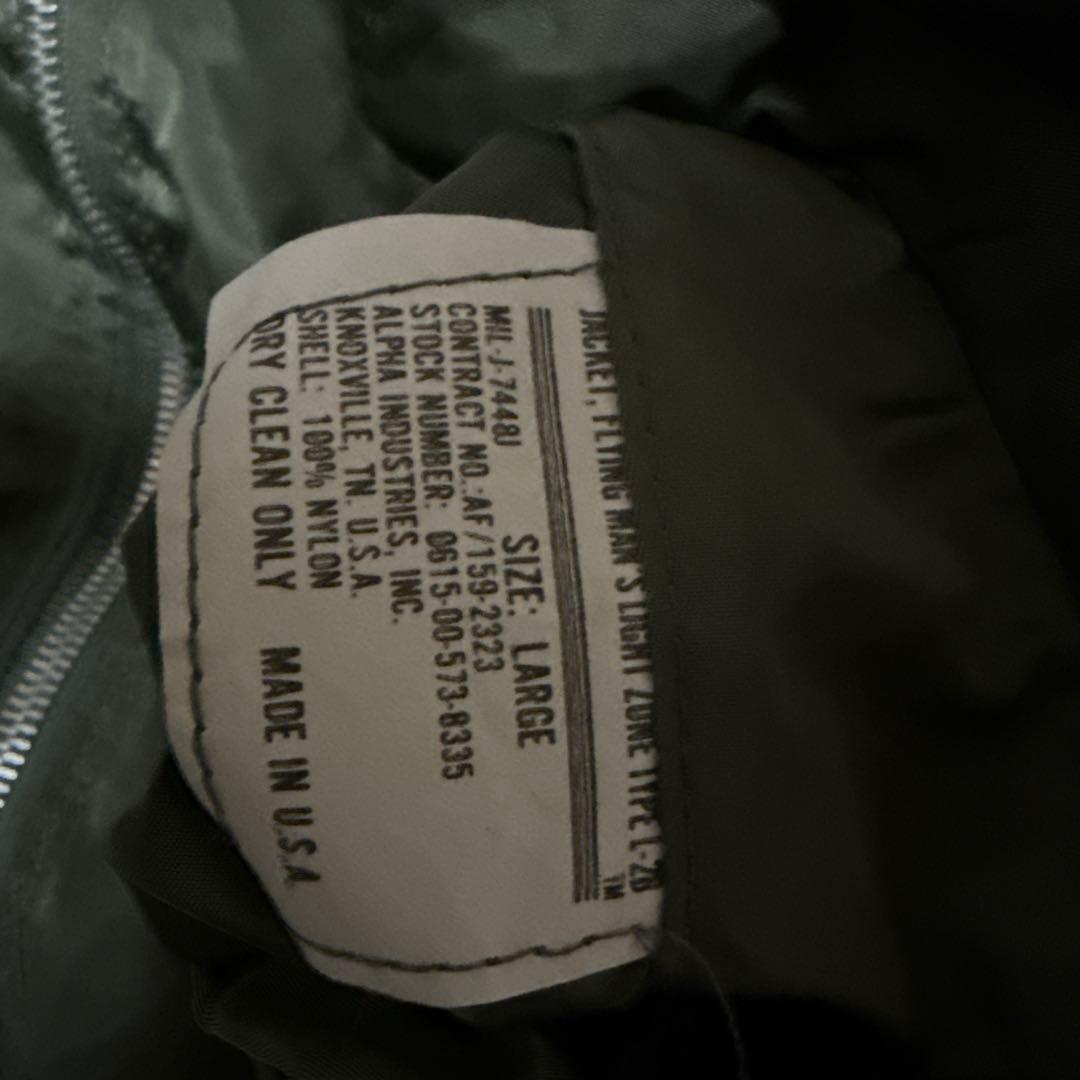 JACKET, FLYING MAN'S LIGHT ZONE TYPE L-2B
TM
SIZE: LARGE
MIL-J-7448J
CONTRACT NO.:AF/159-2323
STOCK NUMBER: 0615-00-573-8335
ALPHA INDUSTRIES, INC.
KNOXVILLE, TN. U.S.A.
SHELL: 100% NYLON
DRY CLEAN ONLY MADE IN U.S.A